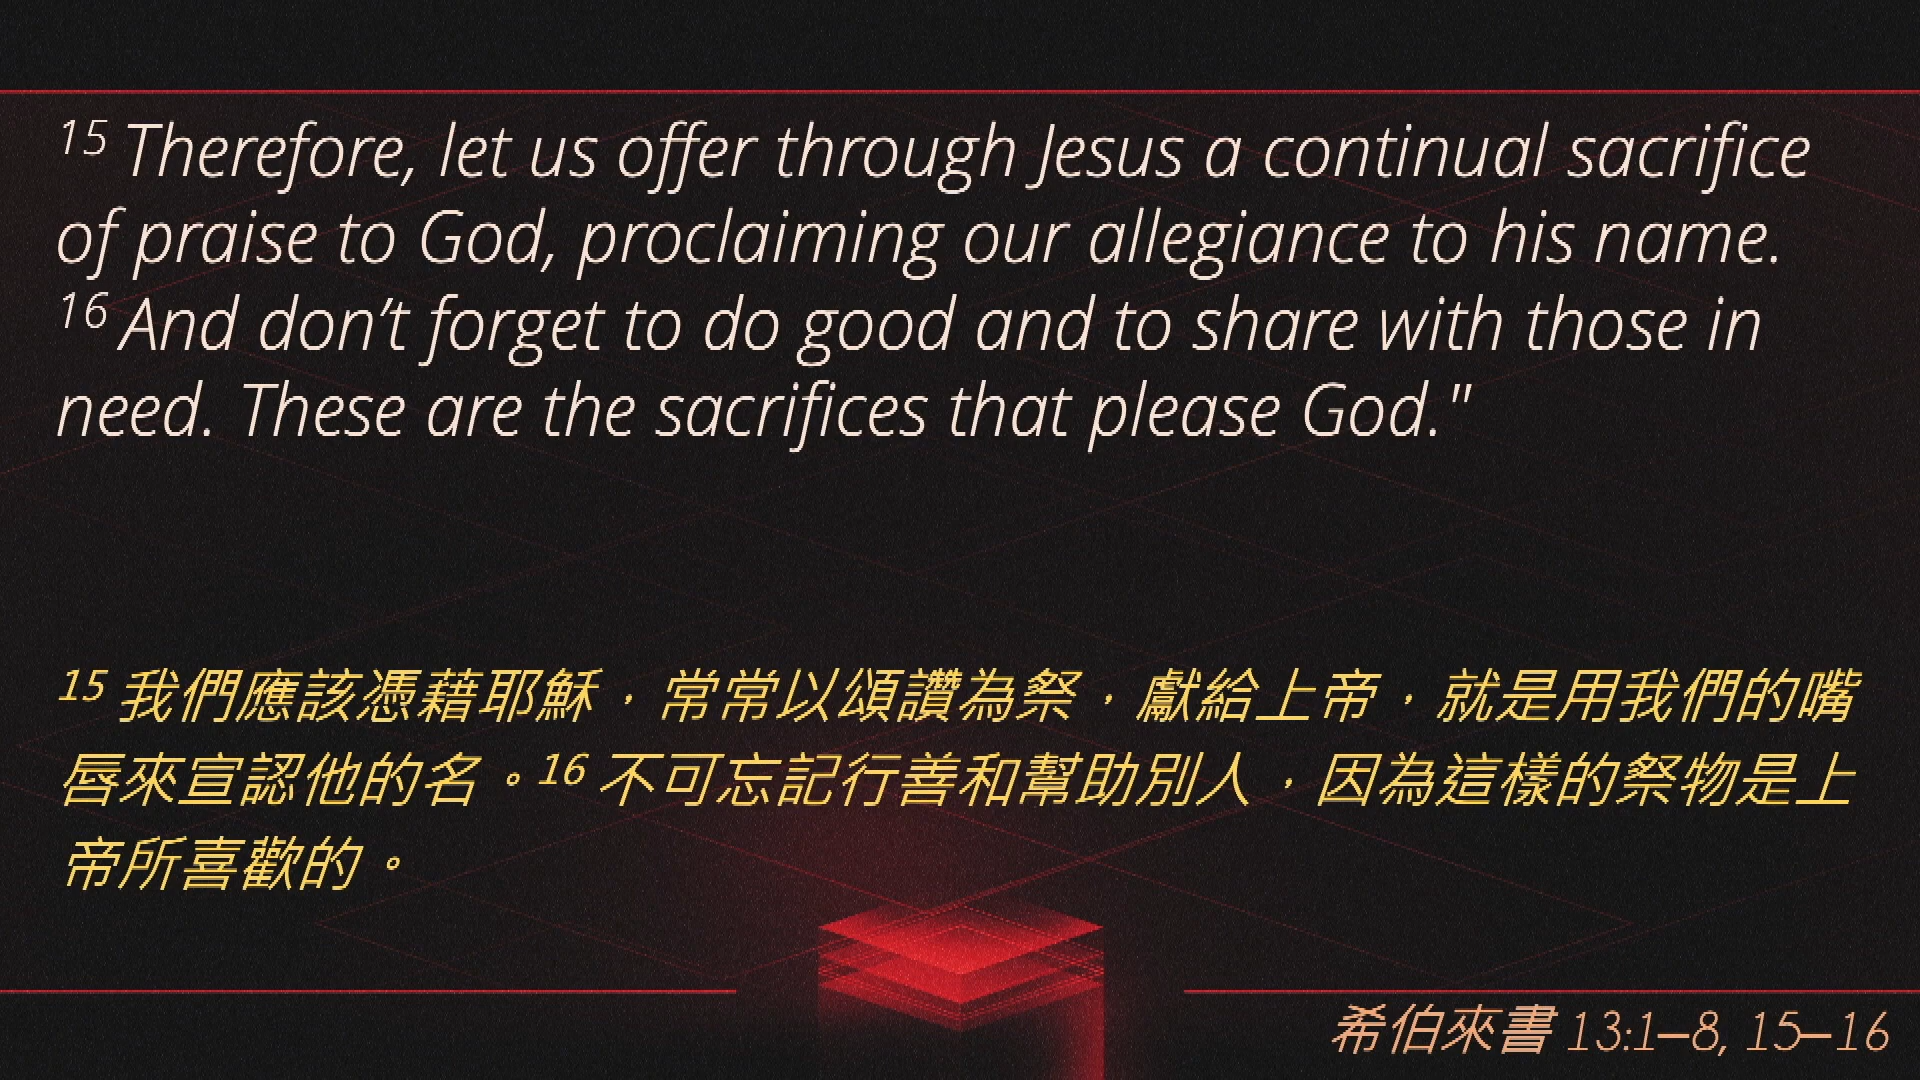 15 Therefore, let us offer through Jesus a continual sacrifice
of praise to God, proclaiming our allegiance to his name.
16 And don’t forget to do good and to share with those in
need. These are the sacrifices that please God."
15 我們應該憑藉耶穌，常常以頌讚為祭，獻給上帝，就是用我們的嘴
唇來宣認他的名。16 不可忘記行善和幫助別人，因為這樣的祭物是上
帝所喜歡的。
希伯來書 13:1–8, 15–16